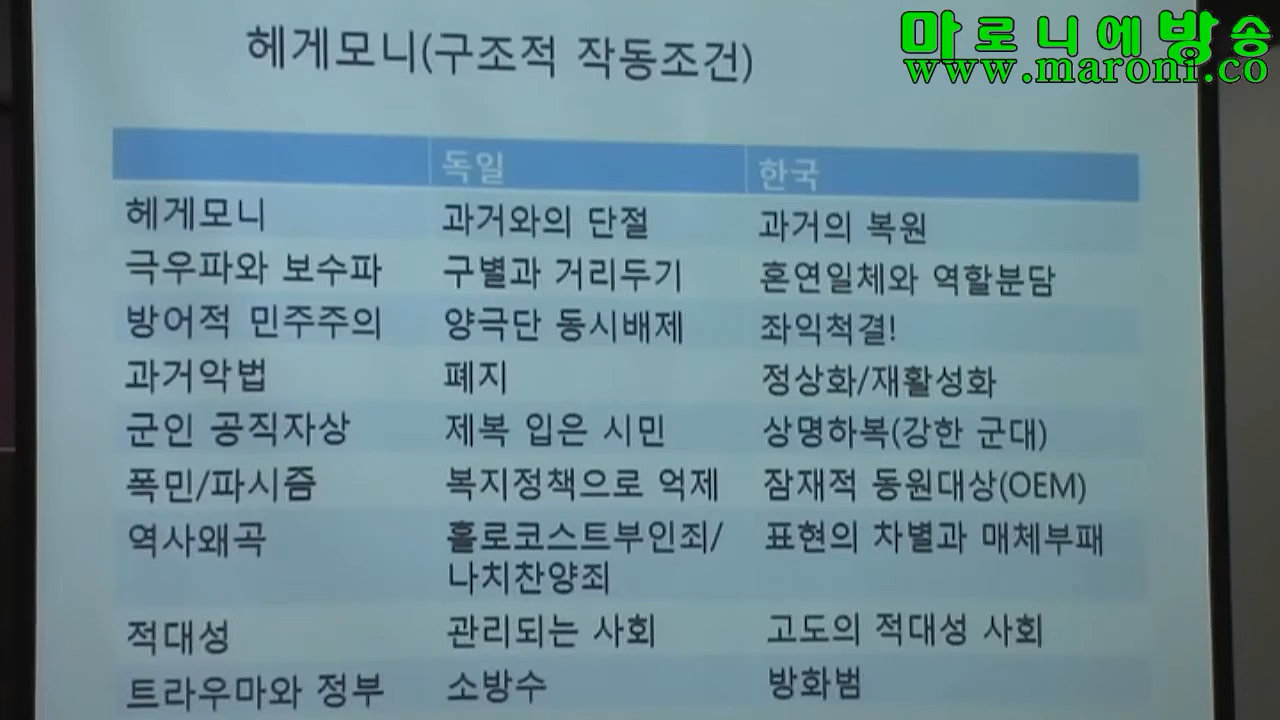 마로니에방송
www.maroni.co
헤게모니(구조적 작동조건)
독일 한국
헤게모니 과거와의 단절 과거의 복원
극우파와 보수파 구별과 거리두기 혼연일체와 역할분담
방어적 민주주의 양극단 동시배제 좌익척결!
과거악법 폐지 정상화/재활성화
군인 공직자상 제복 입은 시민 상명하복(강한 군대)
폭민/파시즘 복지정책으로 억제 잠재적 동원대상(OEM)
역사왜곡 홀로코스트부인죄/ 표현의 차별과 매체부패
나치찬양죄
적대성 관리되는 사회 고도의 적대성 사회
트라우마와 정부 소방수 방화범